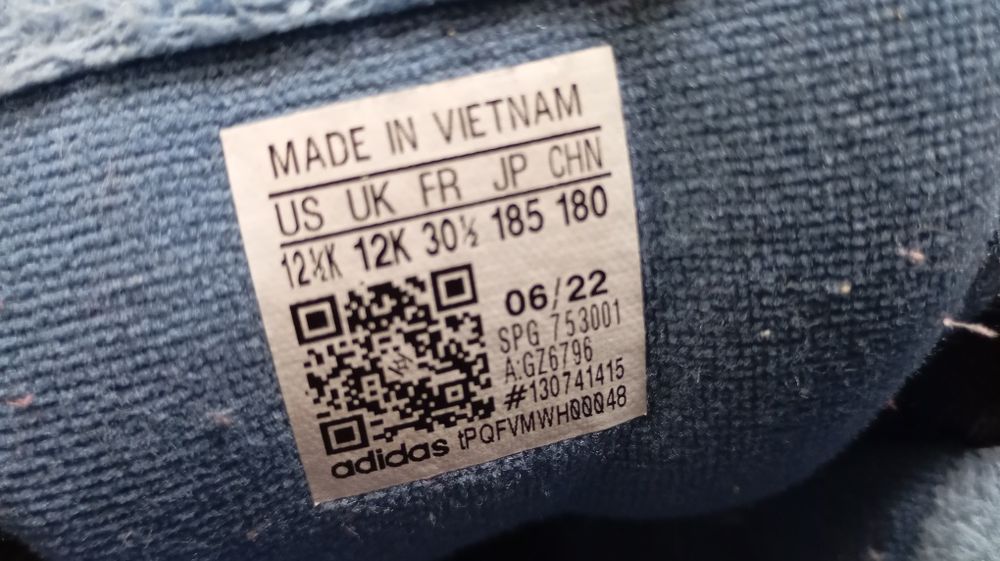 MADE IN VIETNAM
US UK FR JP CHN
12½K 12K 30½ 185 180
06/22
SPG 753001
A:GZ6796
#130741415
adidas tPQFVMWH00048